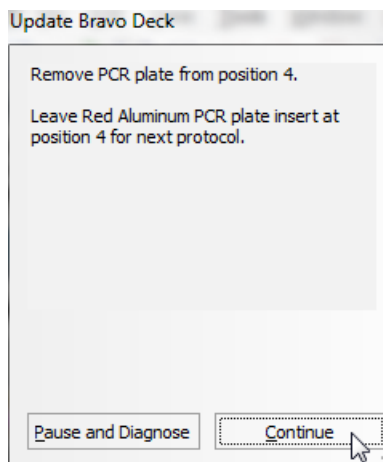 Update Bravo Deck
Remove PCR plate from position 4.
Leave Red Aluminum PCR plate insert at
position 4 for next protocol.
Pause and Diagnose
Continue